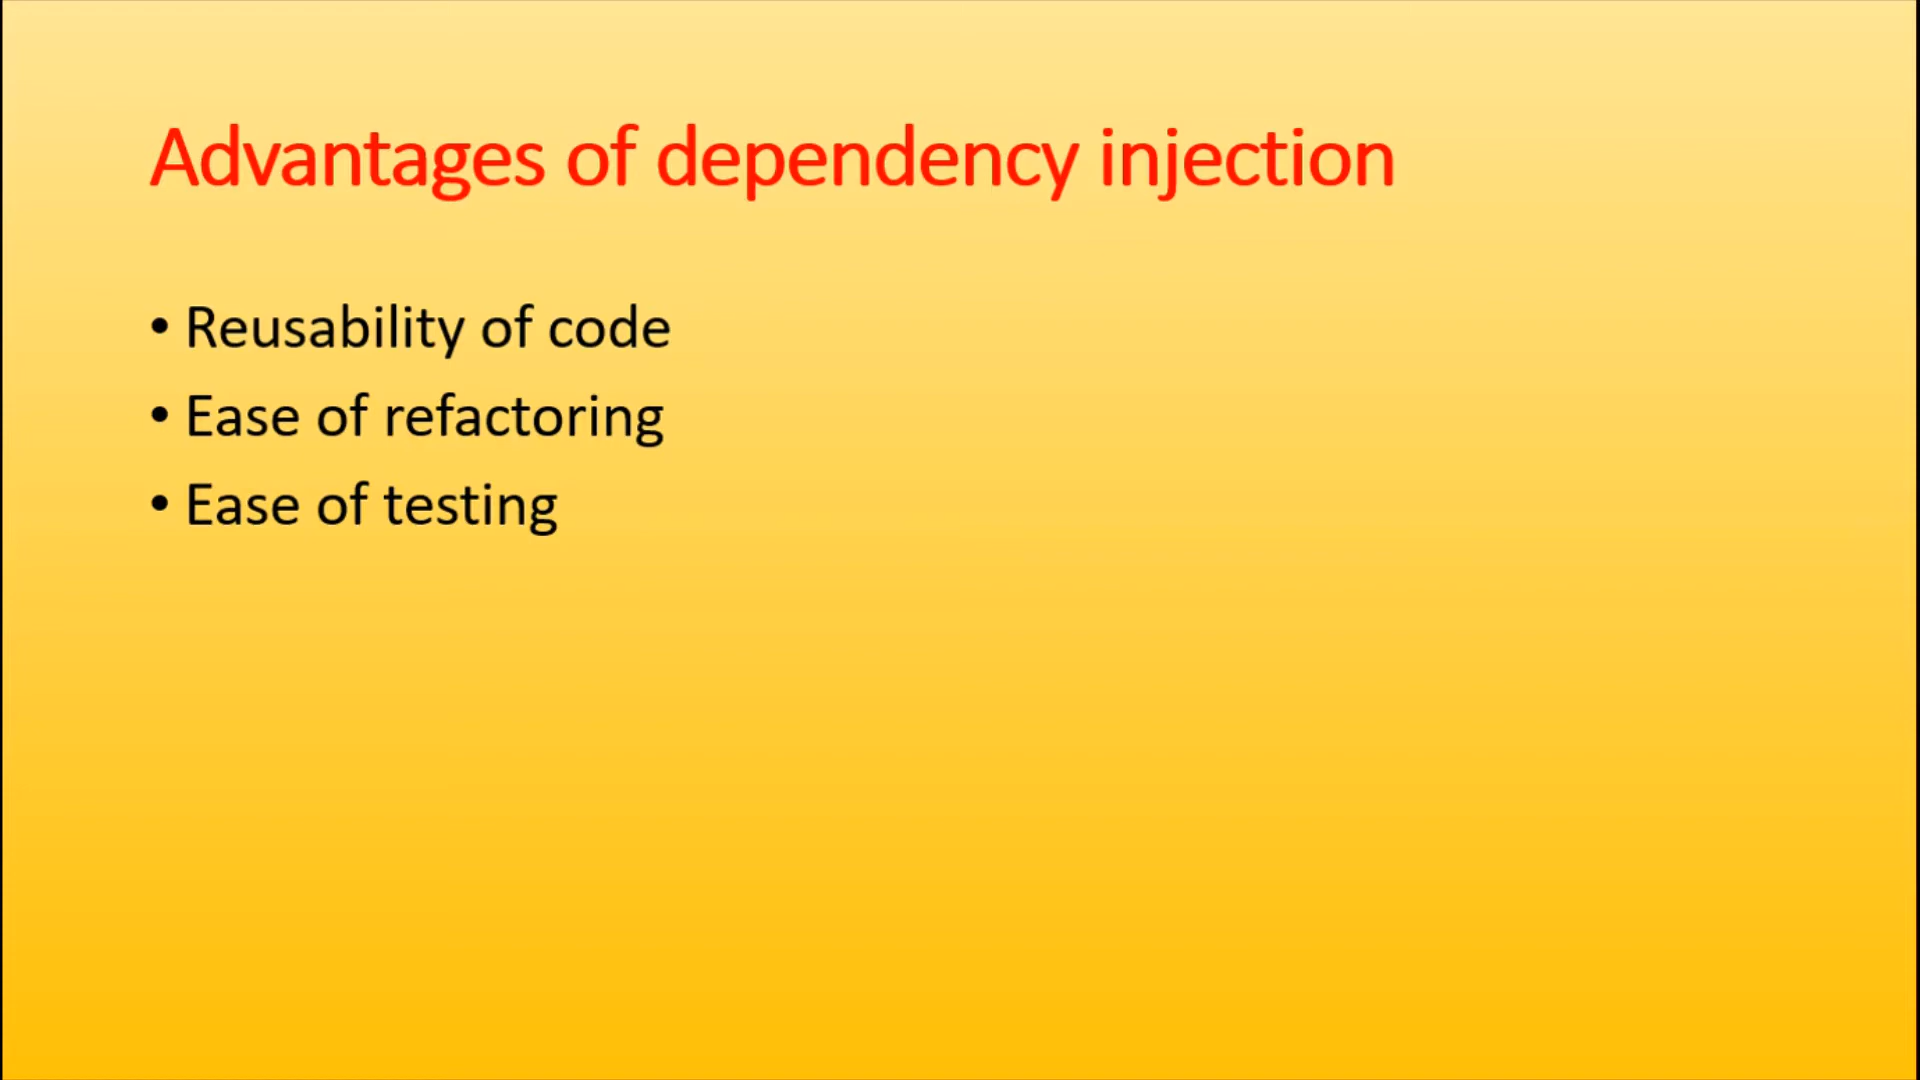 Advantages of dependency injection
• Reusability of code
• Ease of refactoring
• Ease of testing